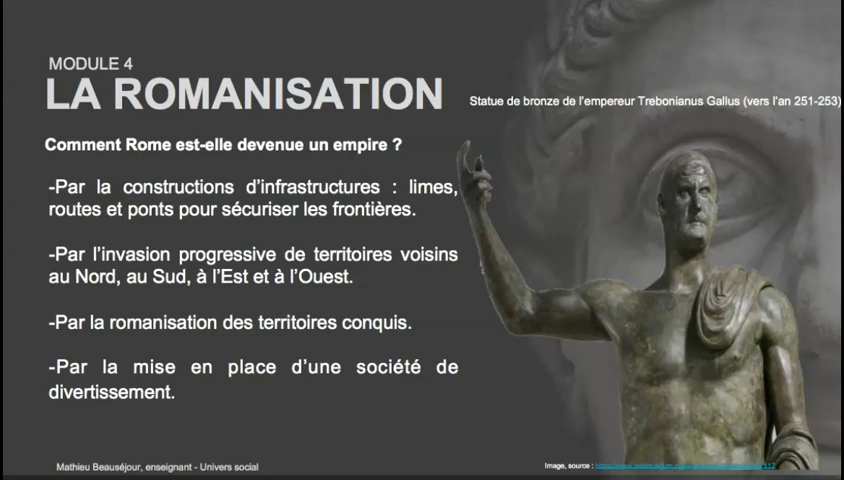 MODULE 4
LA ROMANISATION
Statue de bronze de l'empereur Trebonianus Gallus (vers l'an 251-253)
Comment Rome est-elle devenue un empire ?
-Par la constructions d'infrastructures : limes,
routes et ponts pour sécuriser les frontières.
-Par l'invasion progressive de territoires voisins
au Nord, au Sud, à l'Est et à l'Ouest.
-Par la romanisation des territoires conquis.
-Par la mise en place d'une société de
divertissement.
Mathieu Beauséjour, enseignant - Univers social
Image, source :